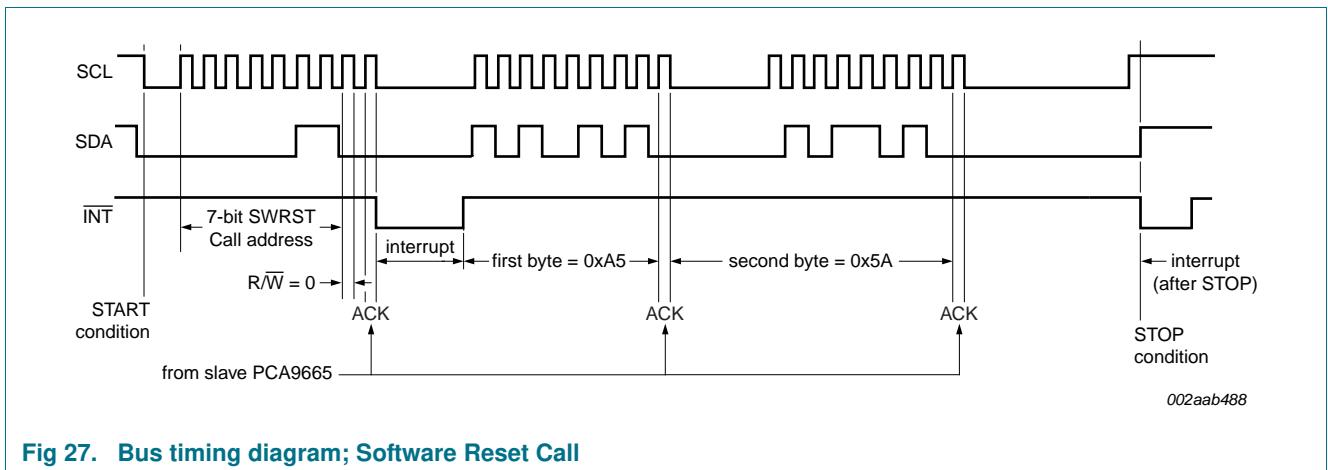 SCL
SDA
INT
7-bit SWRST
Call address
interrupt
first byte = 0xA5
second byte = 0x5A
interrupt
(after STOP)
R/W = 0
START
condition
ACK
ACK
ACK
STOP
condition
from slave PCA9665
002aab488
Fig 27. Bus timing diagram; Software Reset Call